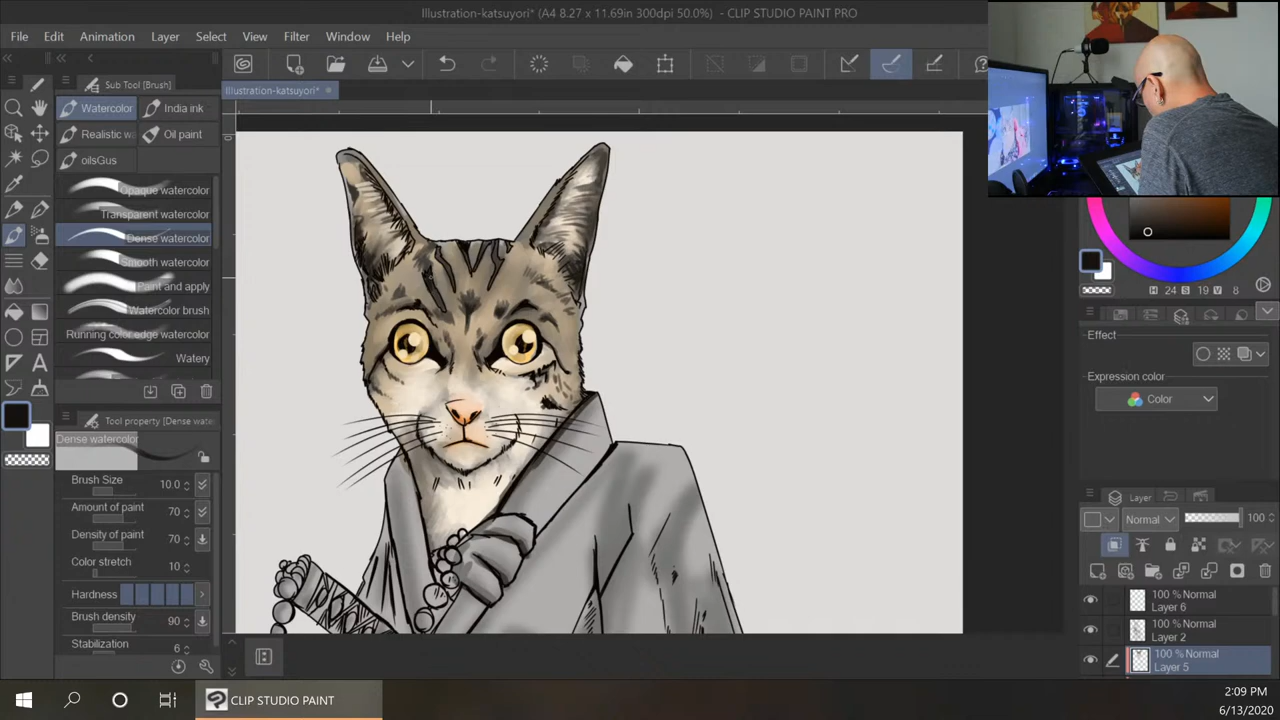 Illustration-katsuyori* (A4 8.27 x 11.69in 300dpi 50.0%) - CLIP STUDIO PAINT PRO
File Edit Animation Layer Select View Filter Window Help
Sub Tool [Brush]
Illustration-katsuyori*
Watercolor India ink
Realistic w Oil paint
oilsGus
Opaque watercolor
Transparent watercolor
Dense watercolor
Smooth watercolor
Paint and apply
Watercolor brush
Running color edge watercolor
Watery
Tool property [Dense water
Dense watercolor
Brush Size 10.0
Amount of paint 70
Density of paint 70
Color stretch 10
Hardness
Brush density 90
Stabilization 6
H 24 S 19 V 8
Effect
Expression color
Color
Layer
Normal 100
100 % Normal
Layer 6
100 % Normal
Layer 2
100 % Normal
Layer 5
CLIP STUDIO PAINT
2:09 PM
6/13/2020